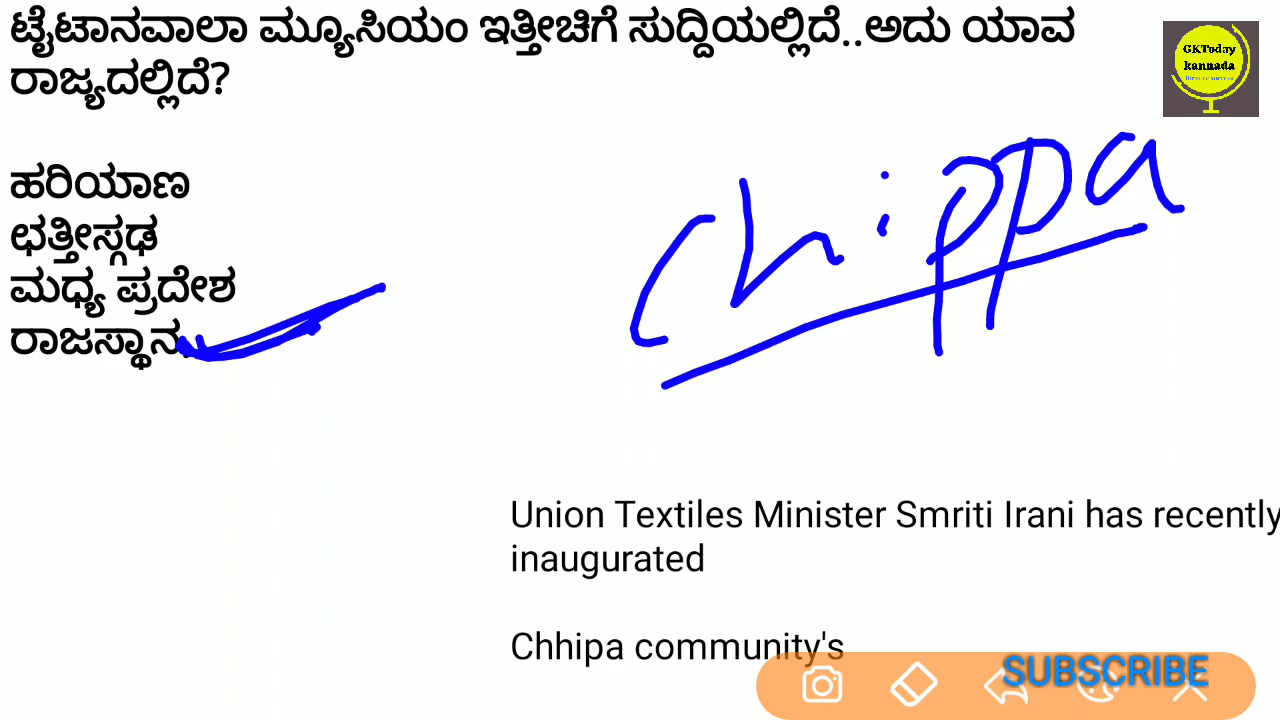 ಟೈಟಾನವಾಲಾ ಮ್ಯೂಸಿಯಂ ಇತ್ತೀಚಿಗೆ ಸುದ್ದಿಯಲ್ಲಿದೆ..ಅದು ಯಾವ
ರಾಜ್ಯದಲ್ಲಿದೆ?
GKToday
kannada
ಹರಿಯಾಣ
ಛತ್ತೀಸ್ಗಢ
ಮಧ್ಯ ಪ್ರದೇಶ
ರಾಜಸ್ಥಾನ
Chippa
Union Textiles Minister Smriti Irani has recently
inaugurated
Chhipa community's
SUBSCRIBE